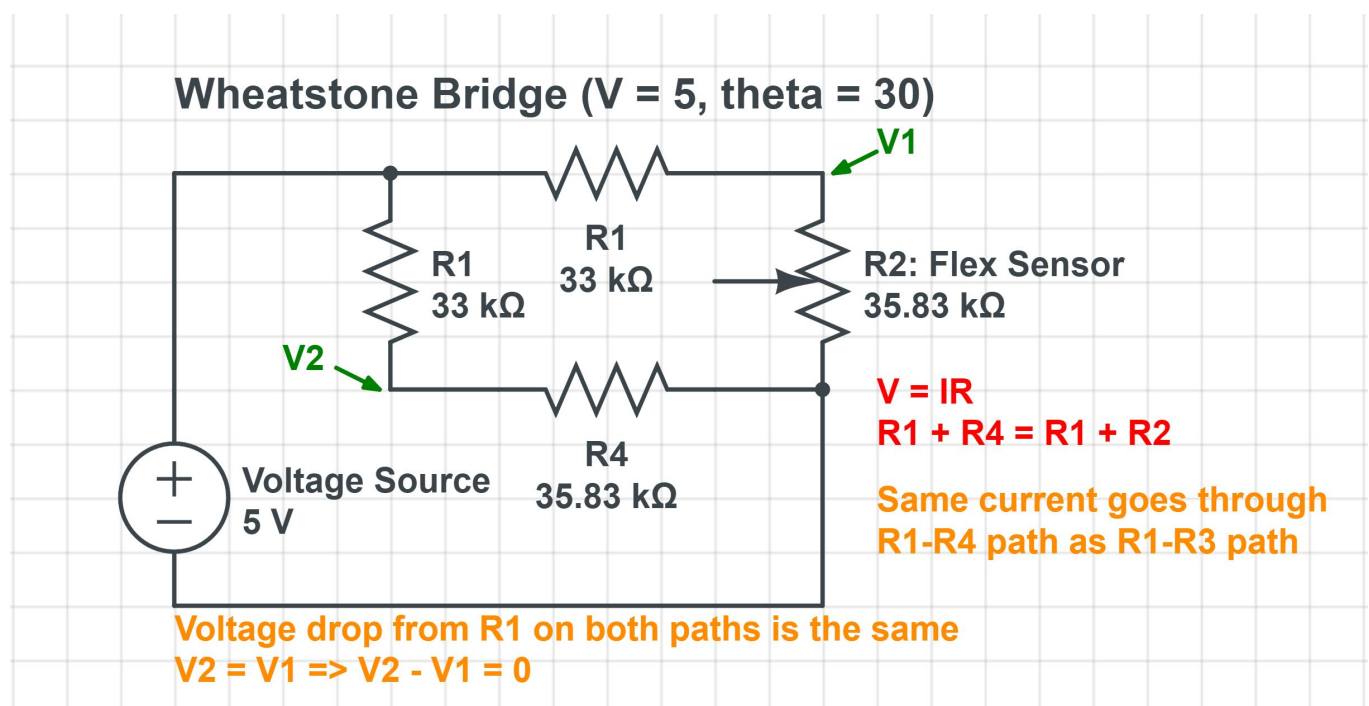 Wheatstone Bridge (V = 5, theta = 30)
V1
R1
33 kΩ
R1
33 kΩ
R2: Flex Sensor
35.83 kΩ
V2
V = IR
R1 + R4 = R1 + R2
R4
35.83 kΩ
Voltage Source
5 V
Same current goes through
R1-R4 path as R1-R3 path
Voltage drop from R1 on both paths is the same
V2 = V1 => V2 - V1 = 0